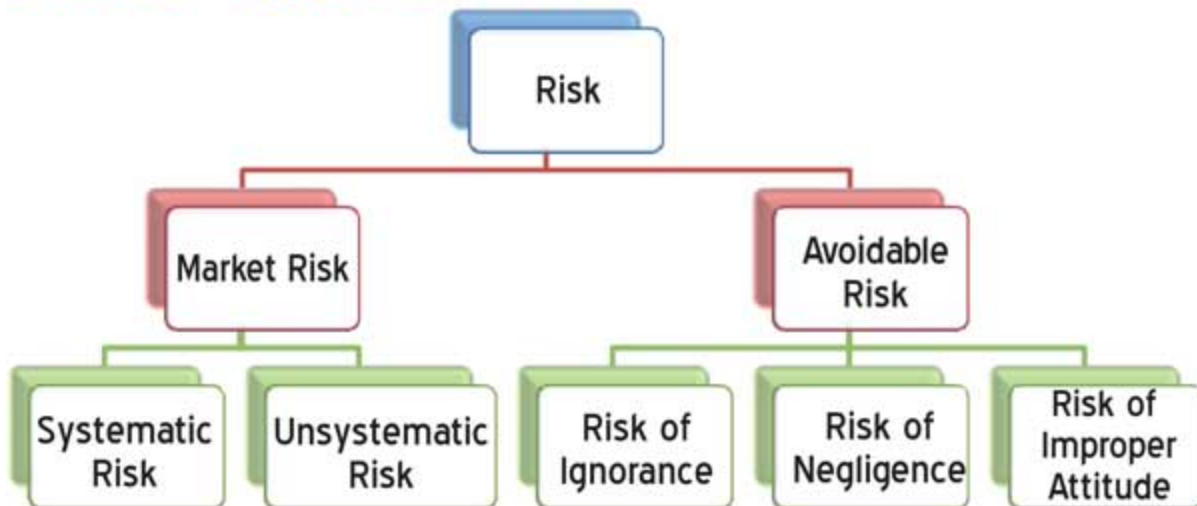 Risk
Market Risk
Avoidable
Risk
Systematic
Risk
Unsystematic
Risk
Risk of
Ignorance
Risk of
Negligence
Risk of
Improper
Attitude